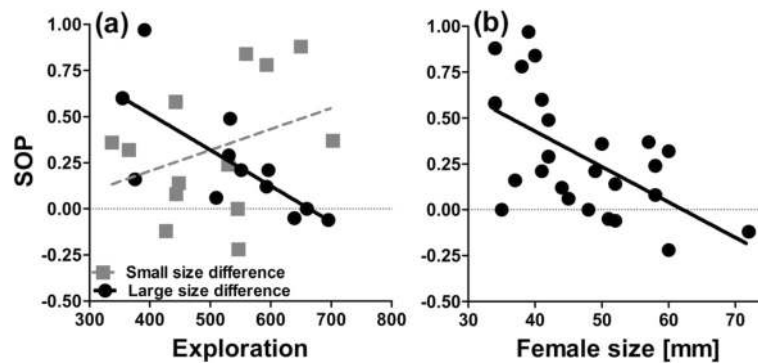 (a)
(b)
SOP
1.00
0.75
0.50
0.25
0.00
-0.25
-0.50
Small size difference
Large size difference
300 400 500 600 700 800
Exploration
1.00
0.75
0.50
0.25
0.00
-0.25
-0.50
30 40 50 60 70
Female size [mm]